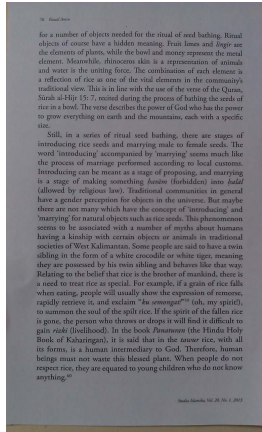 for a number of objects needed for the ritual of seed bathing. Ritual
objects of course have a hidden meaning. Fruit limes and lingir are
the elements of plants, while the bowl and money represent the metal
element. Meanwhile, rhinoceros skin is a representation of animals
and water is the uniting force. The combination of each element is
a reflection of rice as one of the vital elements in the community's
traditional view. This is in line with the use of the verse of the Quran,
Sūrah al-Ḥijr 15: 7, recited during the process of bathing the seeds of
rice in a bowl. The verse describes the power of God who has the power
to grow everything on earth and the mountains, each with a specific
size.
Still, in a series of ritual seed bathing, there are stages of
introducing rice seeds and marrying male to female seeds. The
word 'introducing' accompanied by 'marrying' seems much like
the process of marriage performed according to local customs.
Introducing can be meant as a stage of proposing, and marrying
is a stage of making something ḥarām (forbidden) into ḥalāl
(allowed by religious law). Traditional communities in general
have a gender perception for objects in the universe. But maybe
there are not many which have the concept of 'introducing' and
'marrying' for natural objects such as rice seeds. This phenomenon
seems to be associated with a number of myths about humans
having a kinship with certain objects or animals in traditional
societies of West Kalimantan. Some people are said to have a twin
sibling in the form of a white crocodile or white tiger, meaning
they are possessed by his twin sibling and behaves like that way.
Relating to the belief that rice is the brother of mankind, there is
a need to treat rice as special. For example, if a grain of rice falls
when eating, people will usually show the expression of remorse,
rapidly retrieve it, and exclaim "ku semangat" (oh, my spirit!),
to summon the soul of the spilt rice. If the spirit of the fallen rice
is gone, the person who throws or drops it will find it difficult to
gain rizki (livelihood). In the book Panaturan (the Hindu Holy
Book of Kaharingan), it is said that in the rice, with all
its forms, is a human intermediary to God. Therefore, human
beings must not waste this blessed plant. When people do not
respect rice, they are equated to young children who do not know
anything.
Studia Islamika, Vol. 20, No. 1, 2013